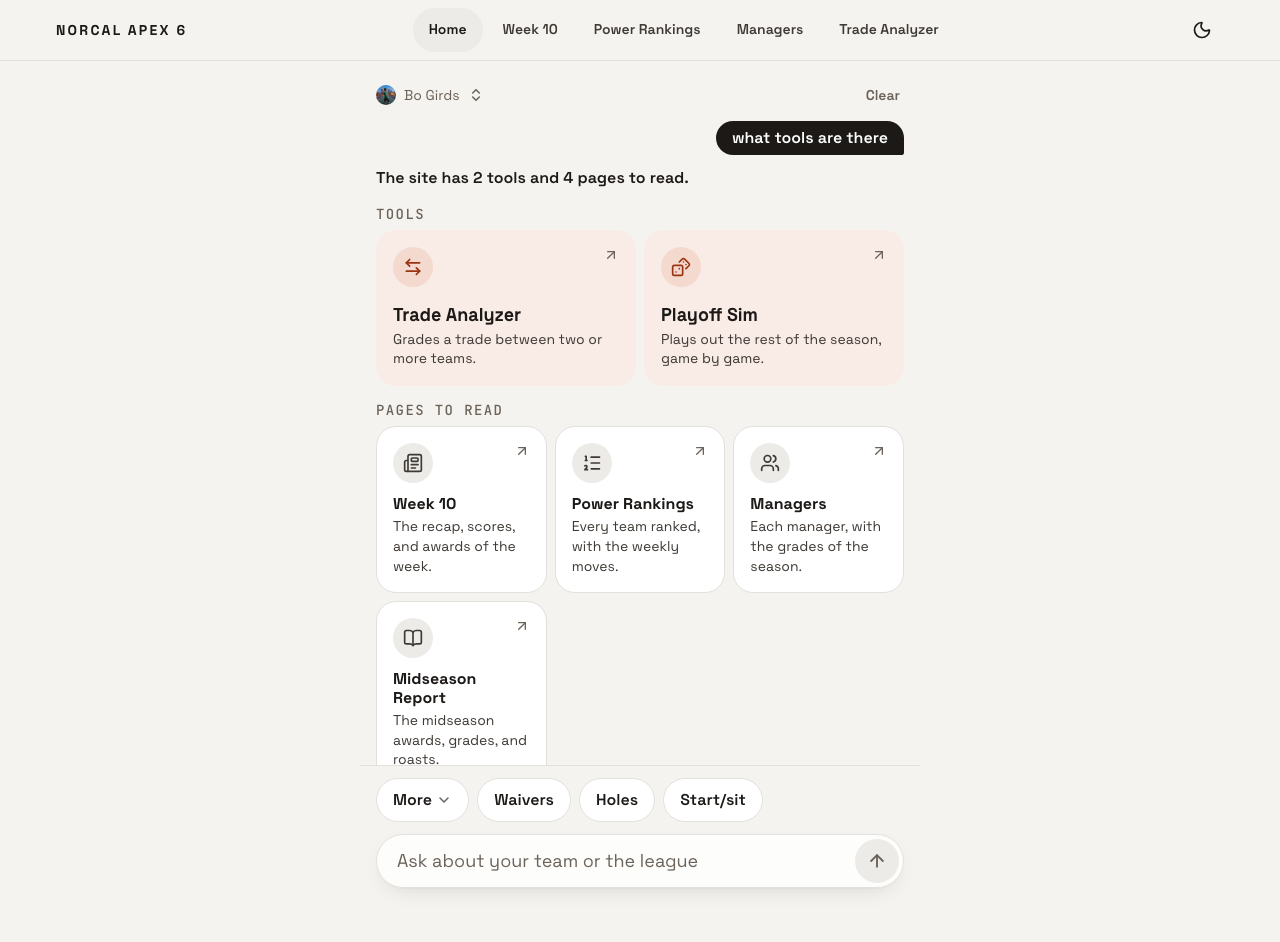 NORCAL APEX 6
Home
Week 10
Power Rankings
Managers
Trade Analyzer
Bo Girds
Clear
what tools are there
The site has 2 tools and 4 pages to read.
TOOLS
Trade Analyzer
Grades a trade between two or
more teams.
Playoff Sim
Plays out the rest of the season,
game by game.
PAGES TO READ
Week 10
The recap, scores,
and awards of the
week.
Power Rankings
Every team ranked,
with the weekly
moves.
Managers
Each manager, with
the grades of the
season.
Midseason
Report
The midseason
awards, grades, and
roasts.
More
Waivers
Holes
Start/sit
Ask about your team or the league